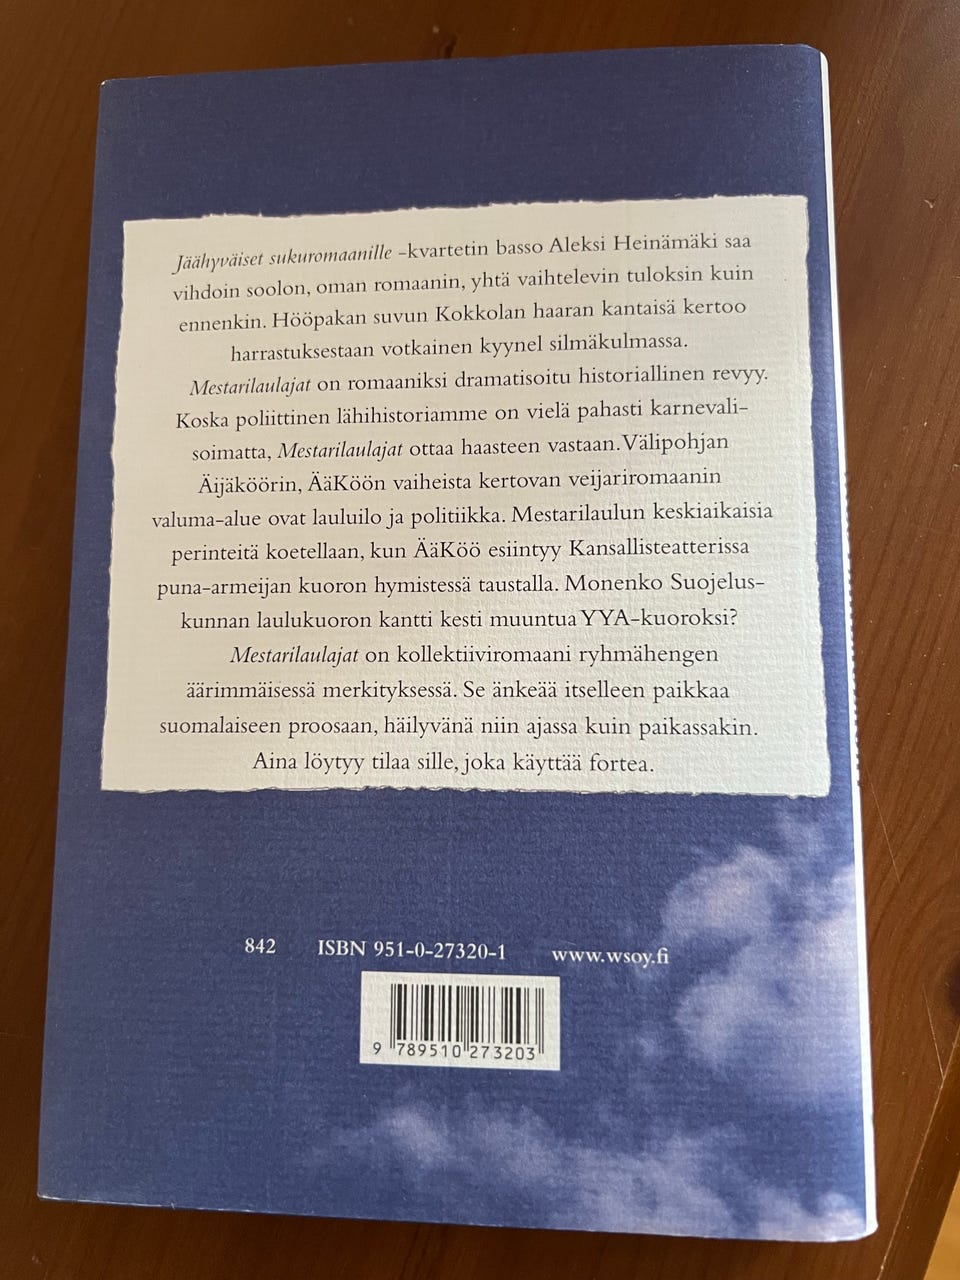 Jäähyväiset sukuromaanille -kvartetin basso Aleksi Heinämäki saa
vihdoin soolon, oman romaanin, yhtä vaihtelevin tuloksin kuin
ennenkin. Hööpakan suvun Kokkolan haaran kantaisä kertoo
harrastuksestaan votkainen kyynel silmäkulmassa.
Mestarilaulajat on romaaniksi dramatisoitu historiallinen revyy.
Koska poliittinen lähihistoriamme on vielä pahasti karnevali-
soimatta, Mestarilaulajat ottaa haasteen vastaan. Välipohjan
Äijäköörin, ÄäKöön vaiheista kertovan veijariromaanin
valuma-alue ovat lauluilo ja politiikka. Mestarilaulun keskiaikaisia
perinteitä koetellaan, kun ÄäKöö esiintyy Kansallisteatterissa
puna-armeijan kuoron hymistessä taustalla. Monenko Suojelus-
kunnan laulukuoron kantti kesti muuntua YYA-kuoroksi?
Mestarilaulajat on kollektiiviromaani ryhmähengen
äärimmäisessä merkityksessä. Se änkeää itselleen paikkaa
suomalaiseen proosaan, häilyvänä niin ajassa kuin paikassakin.
Aina löytyy tilaa sille, joka käyttää fortea.
842 ISBN 951-0-27320-1 www.wsoy.fi
9 789510 273203